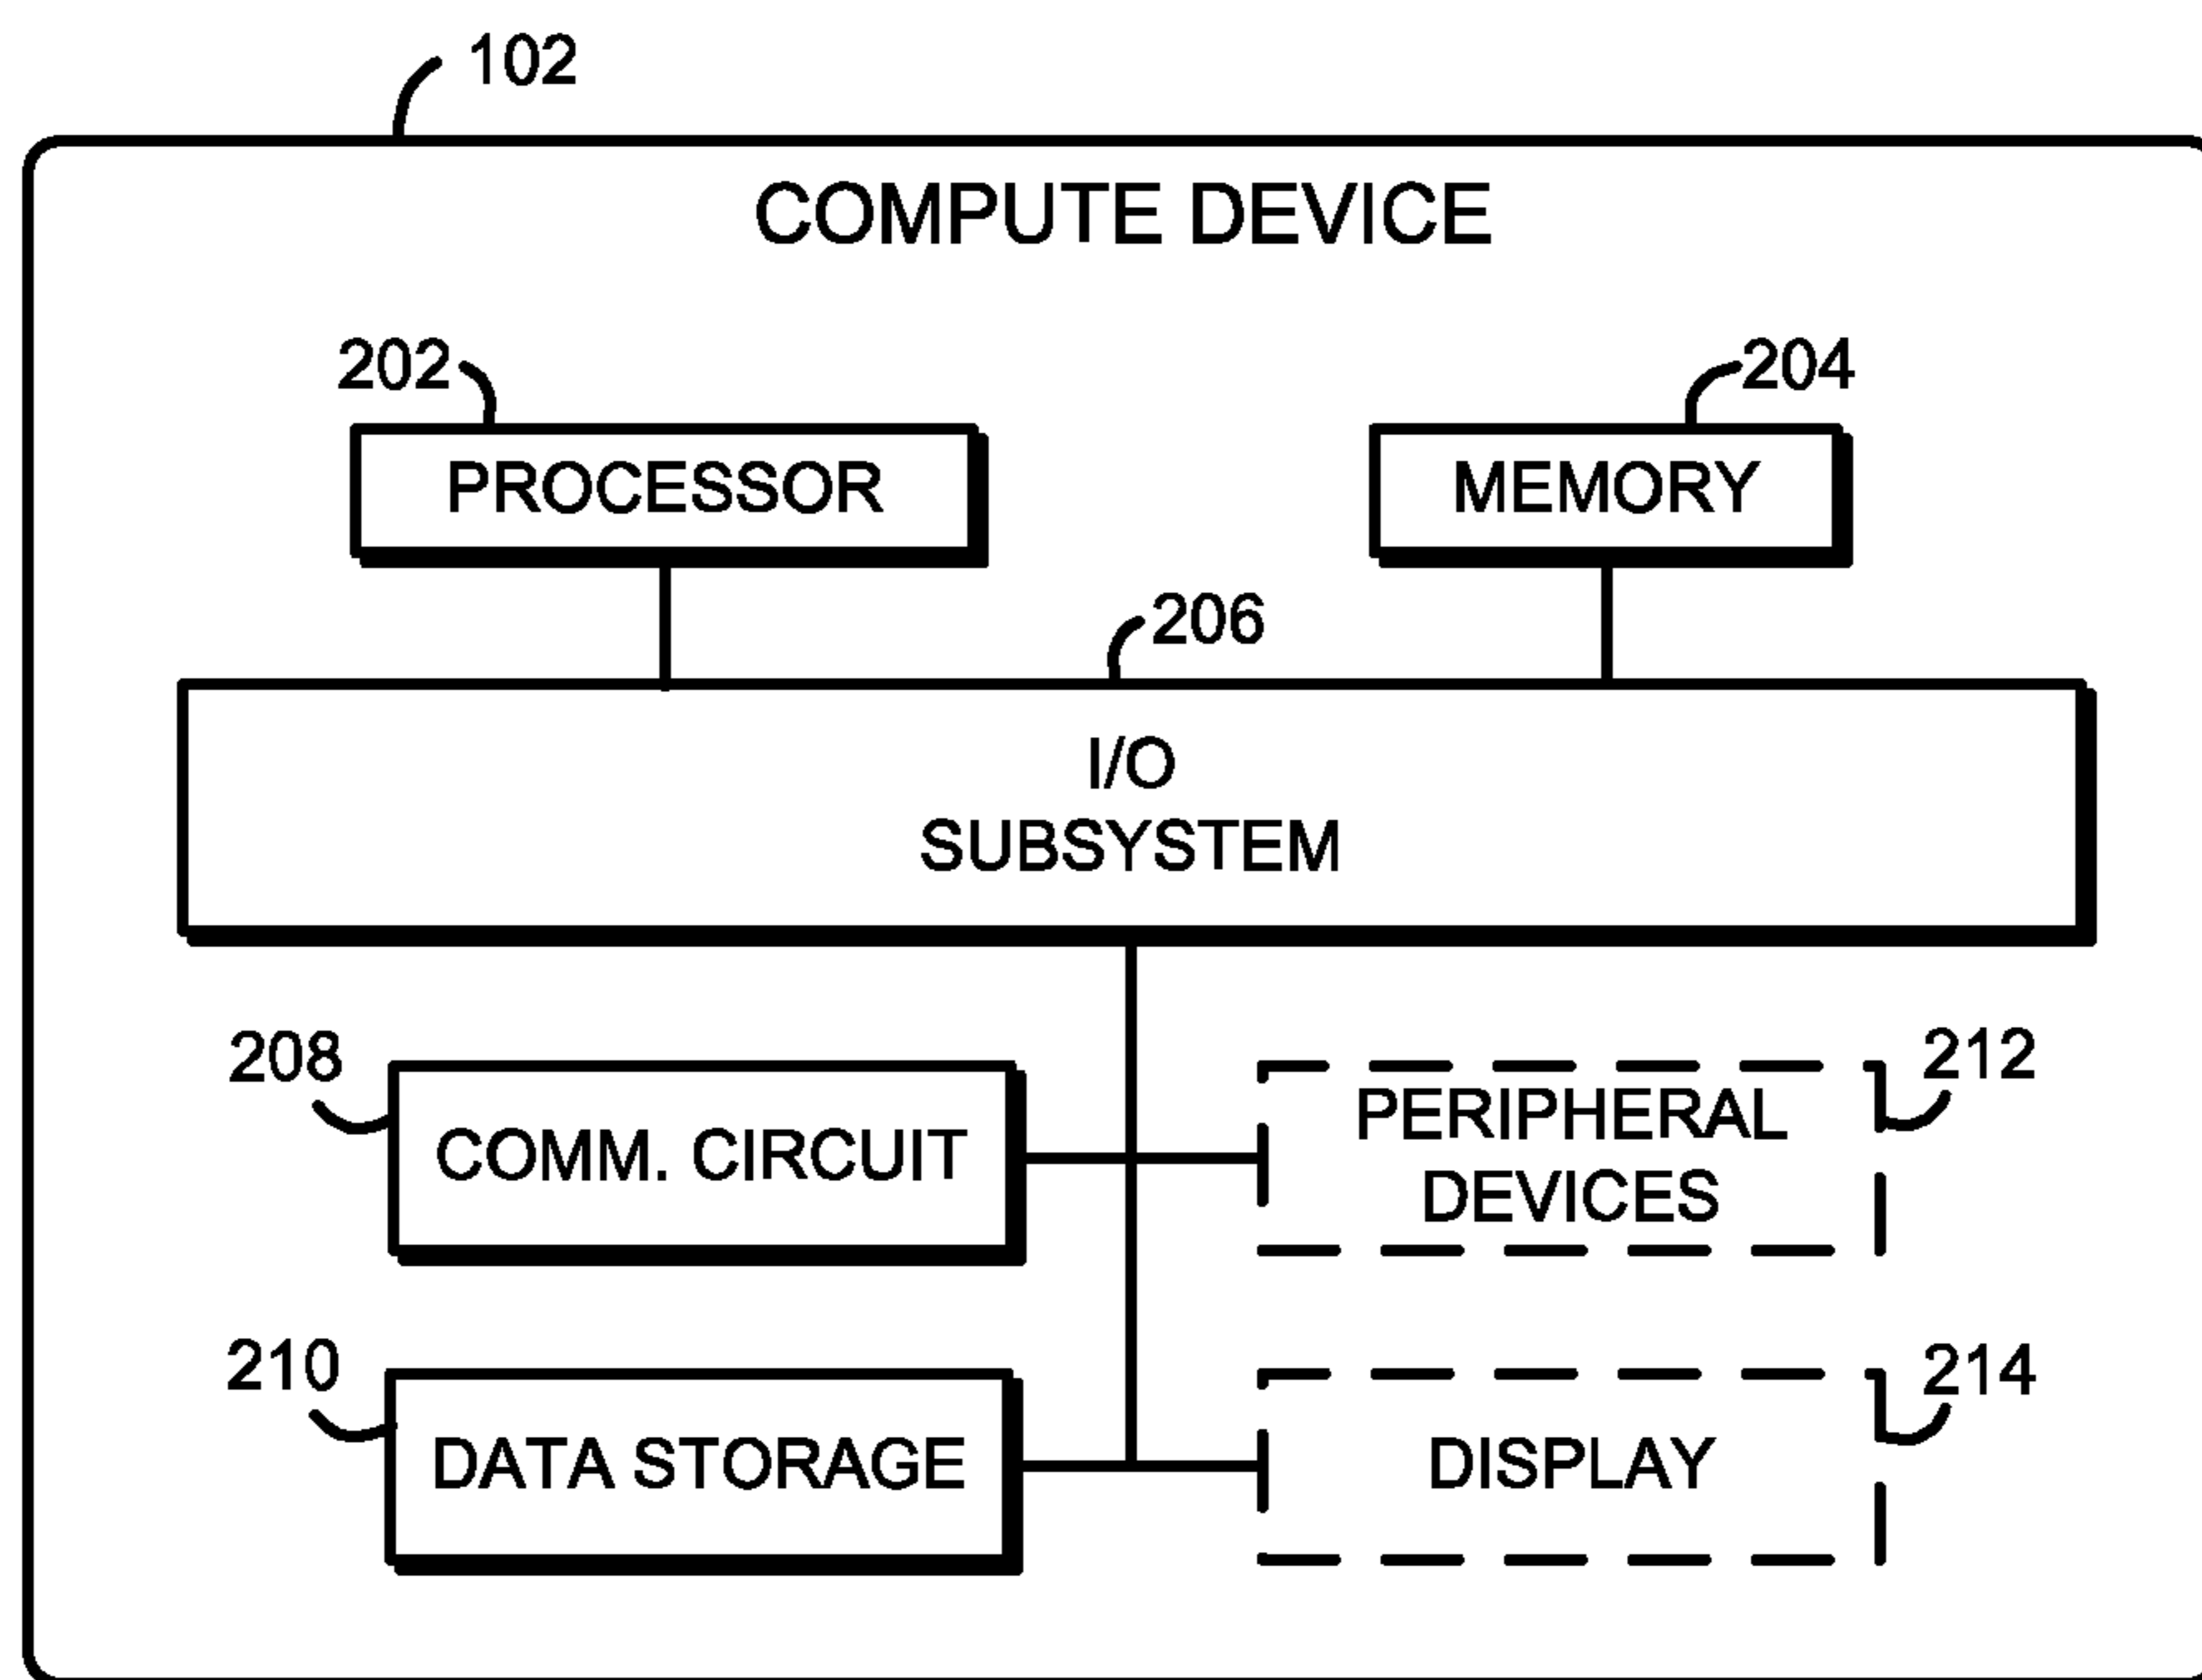 102
COMPUTE DEVICE
202
204
PROCESSOR
MEMORY
206
I/O
SUBSYSTEM
208
COMM. CIRCUIT
212
PERIPHERAL
DEVICES
210
DATA STORAGE
214
DISPLAY